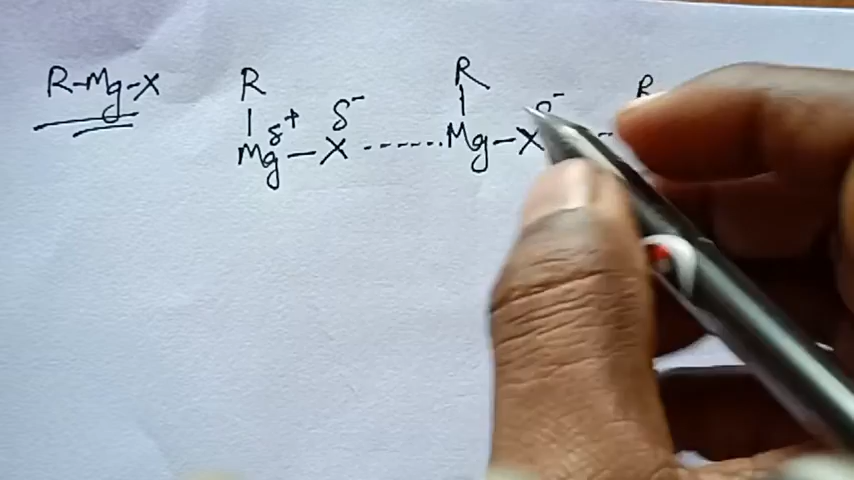 R-Mg-X
R R R
δ+ δ- δ-
Mg-X------Mg-X--